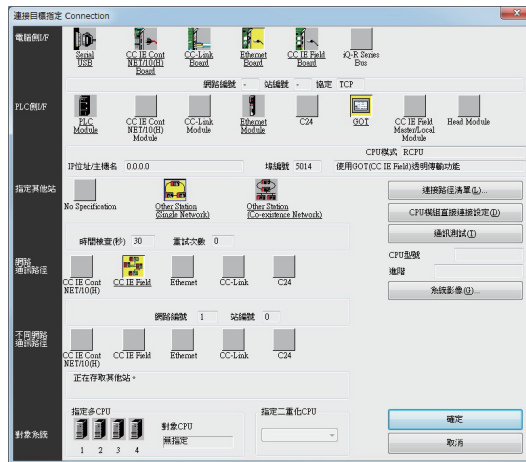 連接目標指定 Connection
電腦側I/F
Serial
USB
CC IE Cont
NET/10(H)
Board
CC-Link
Board
Ethernet
Board
CC IE Field
Board
iQ-R Series
Bus
網路編號 - 站編號 - 協定 TCP
PLC側I/F
PLC
Module
CC IE Cont
NET/10(H)
Module
CC-Link
Module
Ethernet
Module
C24
GOT
CC IE Field
Master/Local
Module
Head Module
CPU模式 RCPU
IP位址/主機名 0.0.0.0 埠編號 5014 使用GOT(CC IE Field)透明傳輸功能
指定其他站
No Specification
Other Station
(Single Network)
Other Station
(Co-existence Network)
連接路徑清單(L)...
CPU模組直接連接設定(D)
通訊測試(T)
時間檢查(秒) 30 重試次數 0
CPU型號
進階
系統影像(G)...
網路
通訊路徑
CC IE Cont
NET/10(H)
CC IE Field
Ethernet
CC-Link
C24
網路編號 1 站編號 0
不同網路
通訊路徑
CC IE Cont
NET/10(H)
CC IE Field
Ethernet
CC-Link
C24
正在存取其他站。
對象系統
指定多CPU
1 2 3 4
對象CPU
無指定
指定二重化CPU
確定
取消